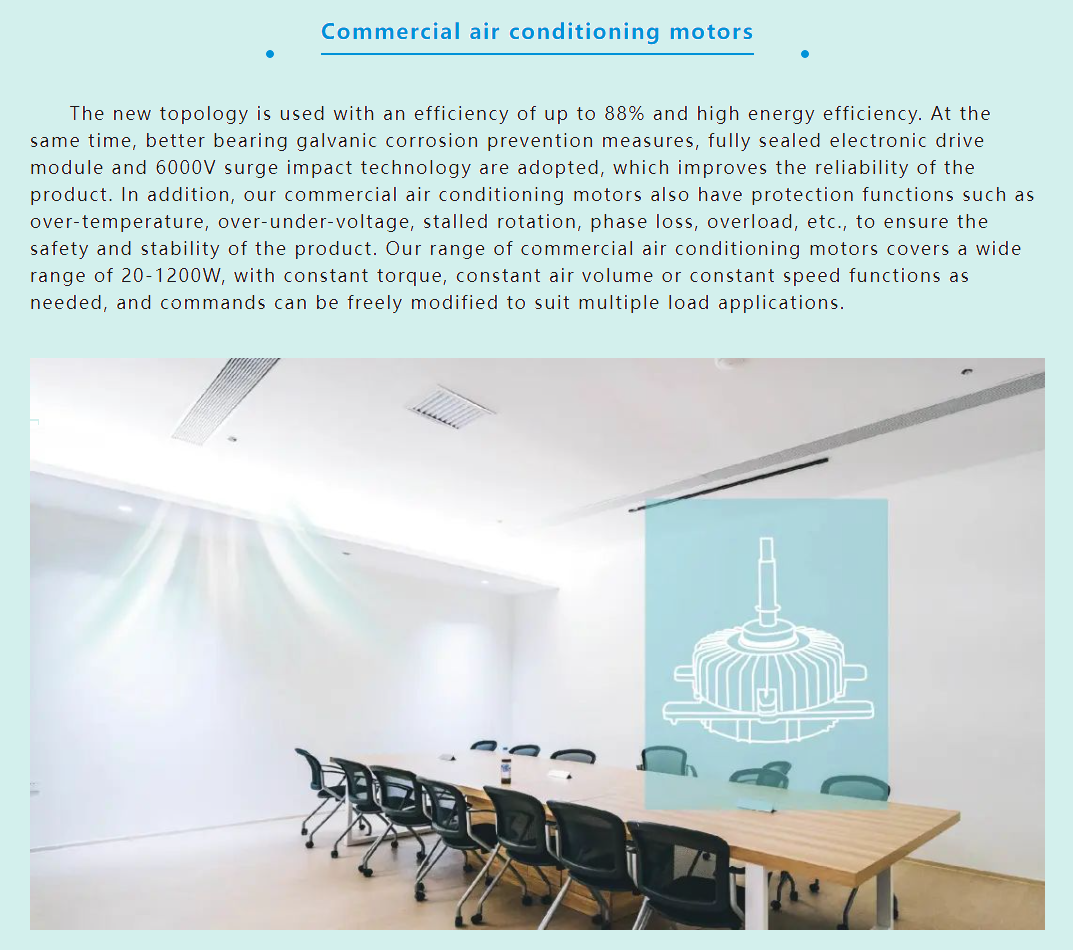 Commercial air conditioning motors
The new topology is used with an efficiency of up to 88% and high energy efficiency. At the
same time, better bearing galvanic corrosion prevention measures, fully sealed electronic drive
module and 6000V surge impact technology are adopted, which improves the reliability of the
product. In addition, our commercial air conditioning motors also have protection functions such as
over-temperature, over-under-voltage, stalled rotation, phase loss, overload, etc., to ensure the
safety and stability of the product. Our range of commercial air conditioning motors covers a wide
range of 20-1200W, with constant torque, constant air volume or constant speed functions as
needed, and commands can be freely modified to suit multiple load applications.